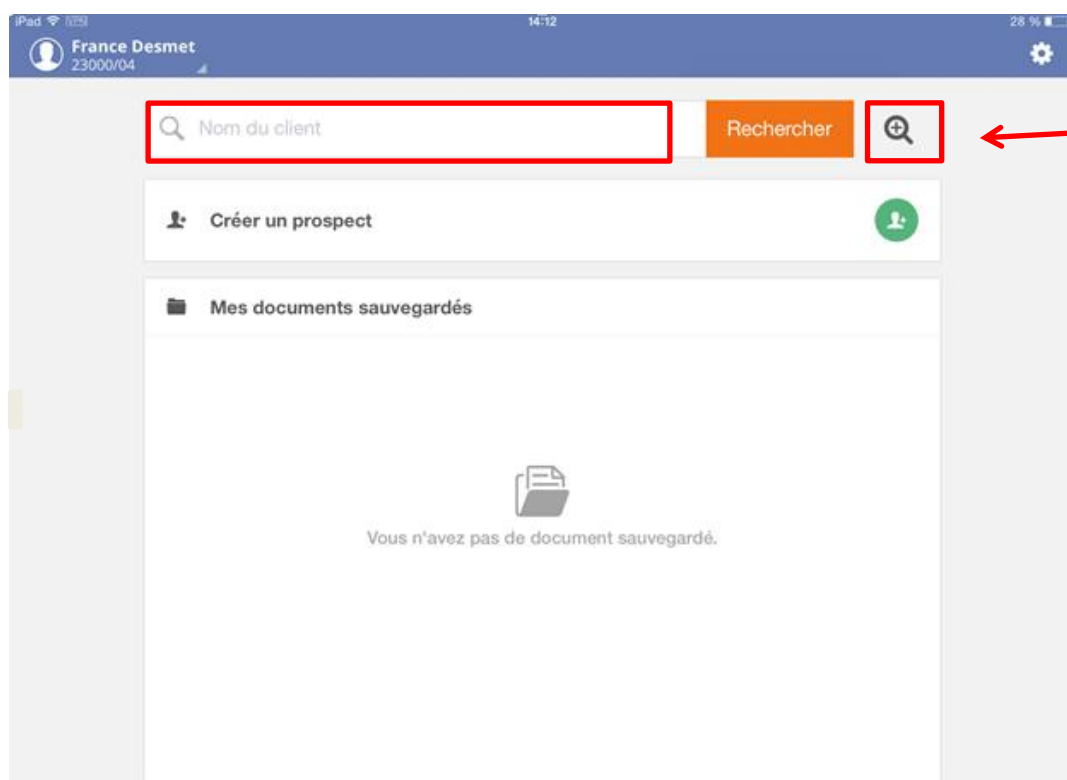 iPad VPN 14:12 28 %
France Desmet
23000/04
Nom du client Rechercher
Créer un prospect
Mes documents sauvegardés
Vous n'avez pas de document sauvegardé.